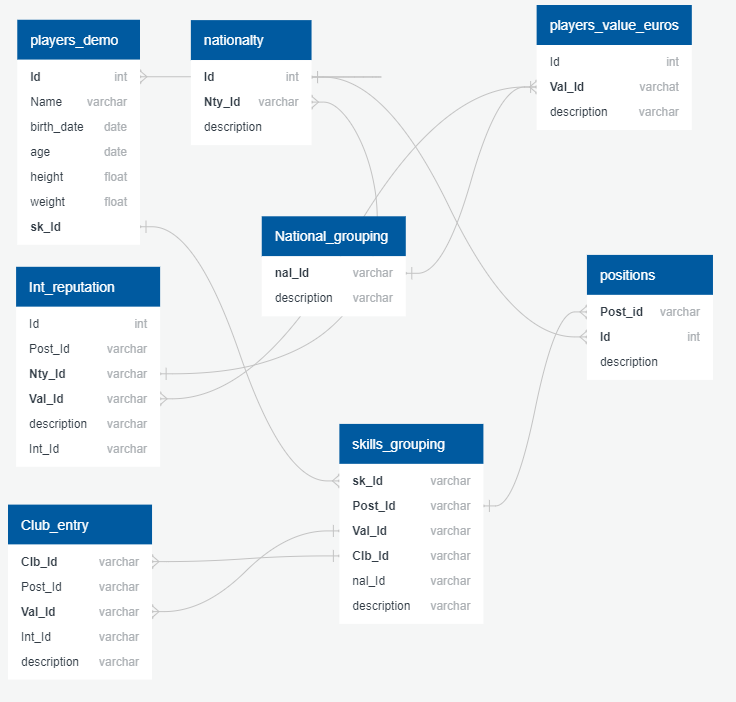 players_demo
Id int
Name varchar
birth_date date
age date
height float
weight float
sk_Id
nationalty
Id int
Nty_Id varchar
description
players_value_euros
Id int
Val_Id varchat
description varchar
National_grouping
nal_Id varchar
description varchar
positions
Post_id varchar
Id int
description
Int_reputation
Id int
Post_Id varchar
Nty_Id varchar
Val_Id varchar
description varchar
Int_Id varchar
skills_grouping
sk_Id varchar
Post_Id varchar
Val_Id varchar
Clb_Id varchar
nal_Id varchar
description varchar
Club_entry
Clb_Id varchar
Post_Id varchar
Val_Id varchar
Int_Id varchar
description varchar